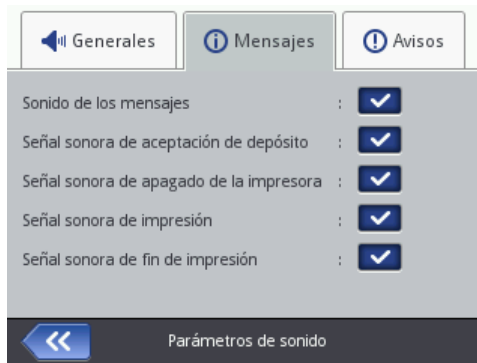 Generales
Mensajes
Avisos
Sonido de los mensajes :
Señal sonora de aceptación de depósito :
Señal sonora de apagado de la impresora :
Señal sonora de impresión :
Señal sonora de fin de impresión :
Parámetros de sonido